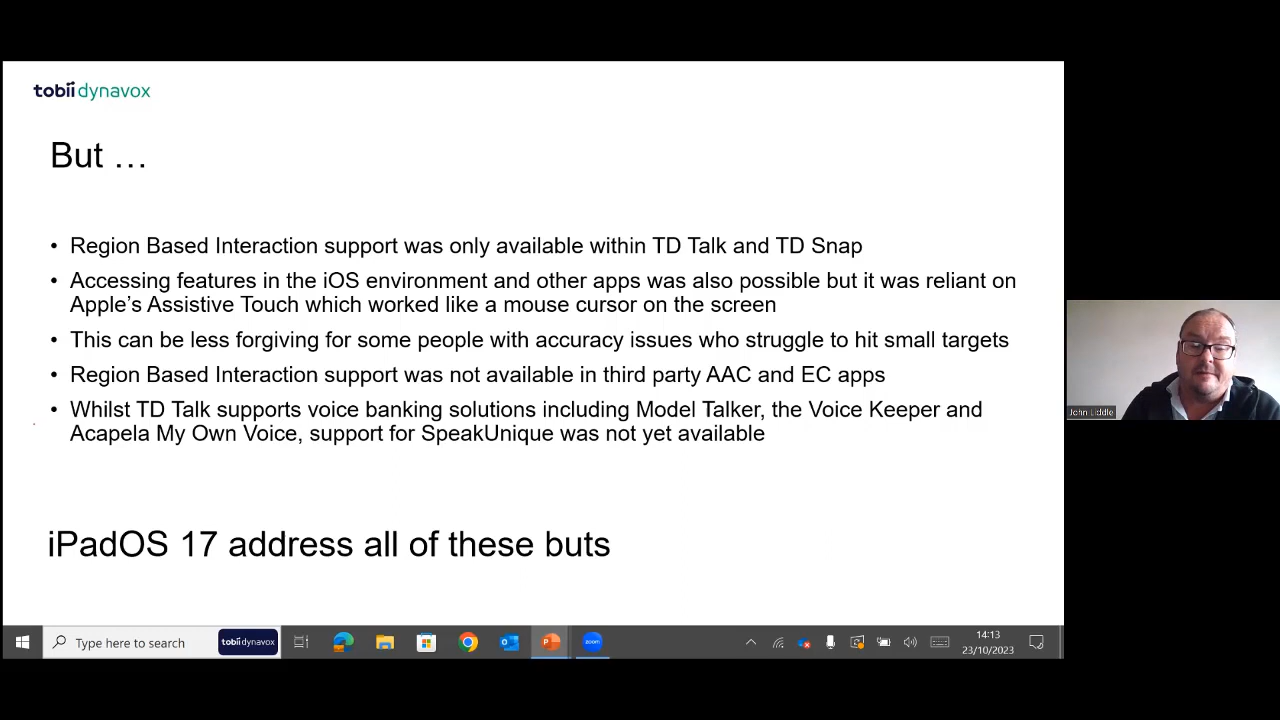 tobii dynavox
But …
• Region Based Interaction support was only available within TD Talk and TD Snap
• Accessing features in the iOS environment and other apps was also possible but it was reliant on
Apple’s Assistive Touch which worked like a mouse cursor on the screen
• This can be less forgiving for some people with accuracy issues who struggle to hit small targets
• Region Based Interaction support was not available in third party AAC and EC apps
• Whilst TD Talk supports voice banking solutions including Model Talker, the Voice Keeper and
Acapela My Own Voice, support for SpeakUnique was not yet available
iPadOS 17 address all of these buts
John Liddle
Type here to search
tobii dynavox
zoom
14:13
23/10/2023